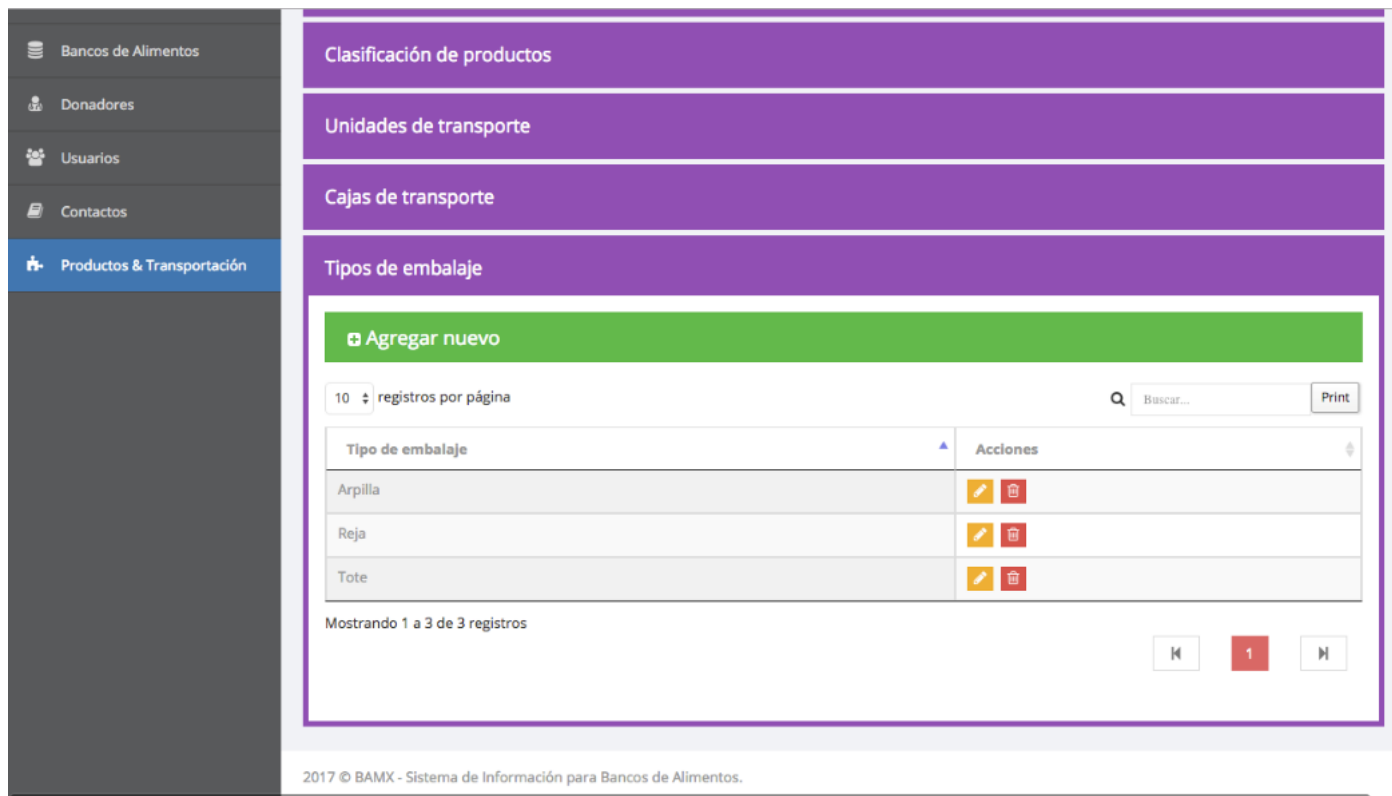 Bancos de Alimentos
Donadores
Usuarios
Contactos
Productos & Transportación
Clasificación de productos
Unidades de transporte
Cajas de transporte
Tipos de embalaje
Agregar nuevo
10 registros por página
Buscar... Print
Tipo de embalaje Acciones
Arpilla
Reja
Tote
Mostrando 1 a 3 de 3 registros
1
2017 © BAMX - Sistema de Información para Bancos de Alimentos.